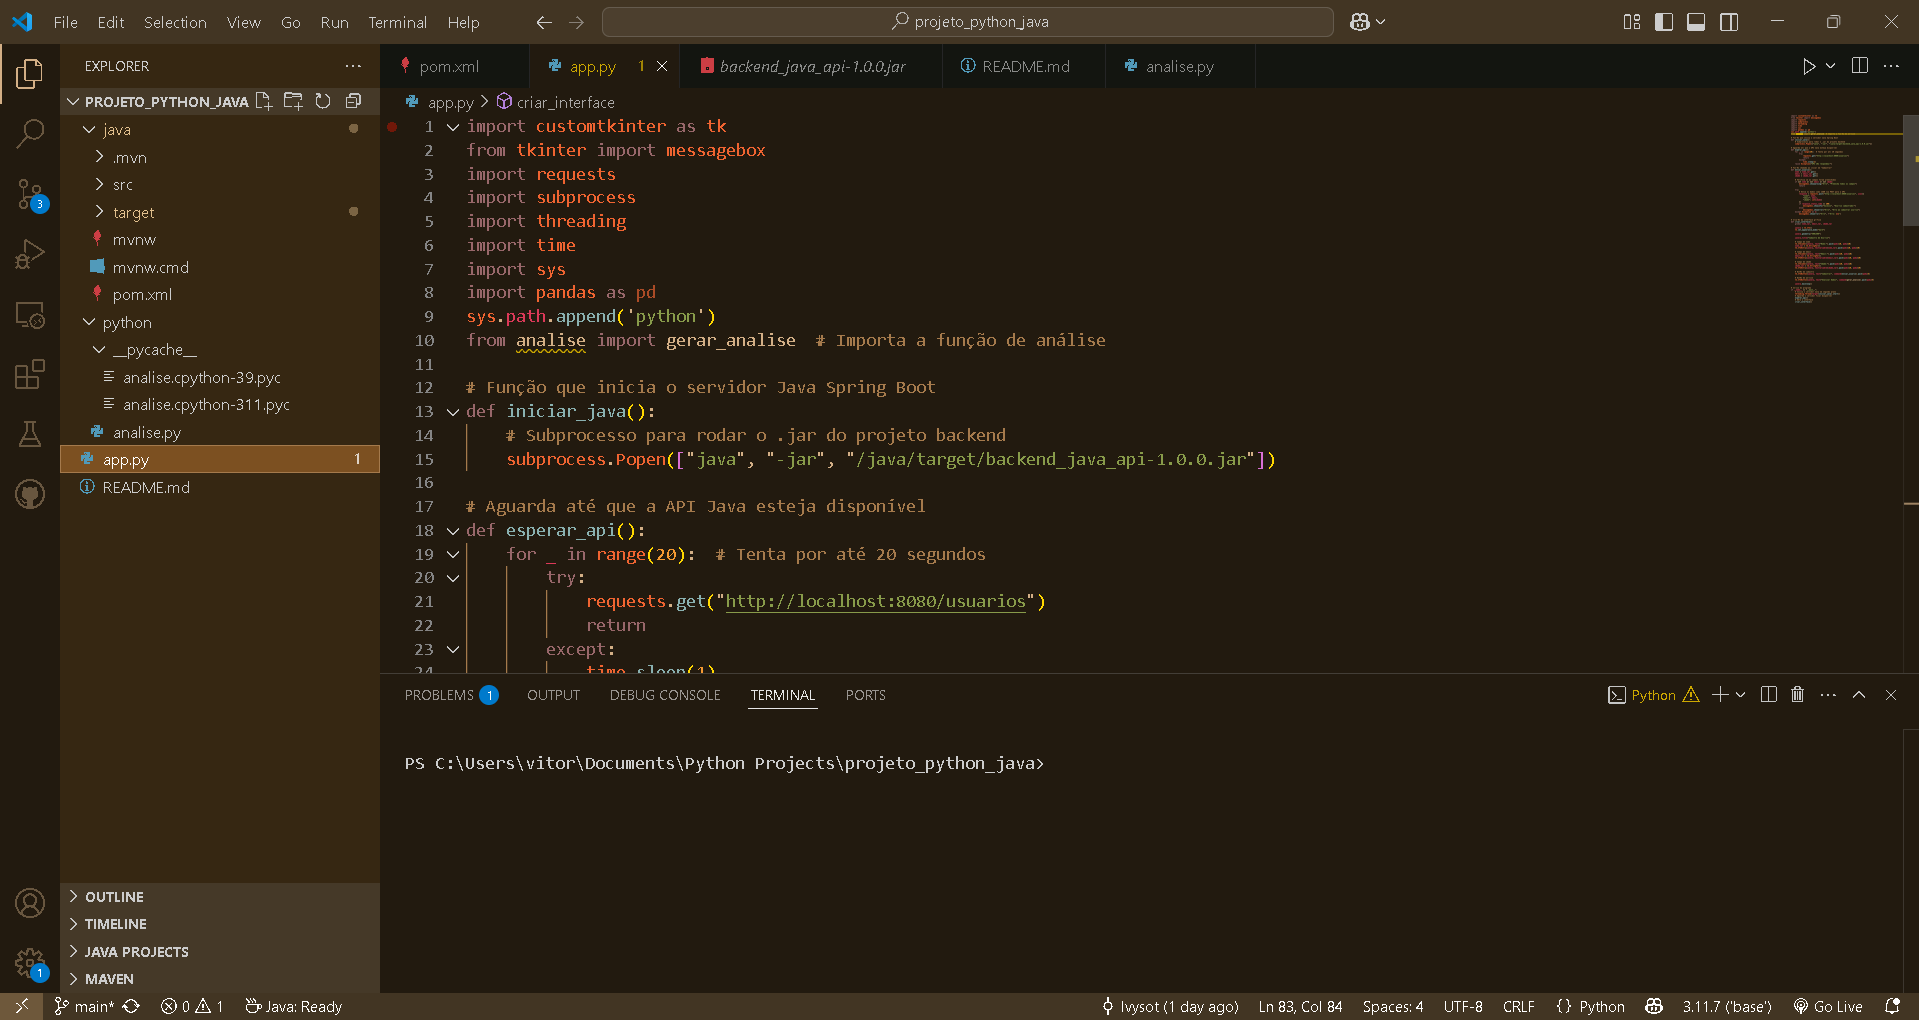 File Edit Selection View Go Run Terminal Help
projeto_python_java
EXPLORER
PROJETO_PYTHON_JAVA
java
.mvn
src
target
mvnw
mvnw.cmd
pom.xml
python
__pycache__
analise.cpython-39.pyc
analise.cpython-311.pyc
analise.py
app.py 1
README.md
OUTLINE
TIMELINE
JAVA PROJECTS
MAVEN
3
1
pom.xml app.py 1 backend_java_api-1.0.0.jar README.md analise.py
app.py > criar_interface
1 import customtkinter as tk
2 from tkinter import messagebox
3 import requests
4 import subprocess
5 import threading
6 import time
7 import sys
8 import pandas as pd
9 sys.path.append('python')
10 from analise import gerar_analise # Importa a função de análise
11
12 # Função que inicia o servidor Java Spring Boot
13 def iniciar_java():
14 # Subprocesso para rodar o .jar do projeto backend
15 subprocess.Popen(["java", "-jar", "/java/target/backend_java_api-1.0.0.jar"])
16
17 # Aguarda até que a API Java esteja disponível
18 def esperar_api():
19 for _ in range(20): # Tenta por até 20 segundos
20 try:
21 requests.get("http://localhost:8080/usuarios")
22 return
23 except:
24 time.sleep(1)
PROBLEMS 1 OUTPUT DEBUG CONSOLE TERMINAL PORTS
Python
PS C:\Users\vitor\Documents\Python Projects\projeto_python_java>
main* 0 1 Java: Ready
lvysot (1 day ago) Ln 83, Col 84 Spaces: 4 UTF-8 CRLF {} Python 3.11.7 ('base') Go Live